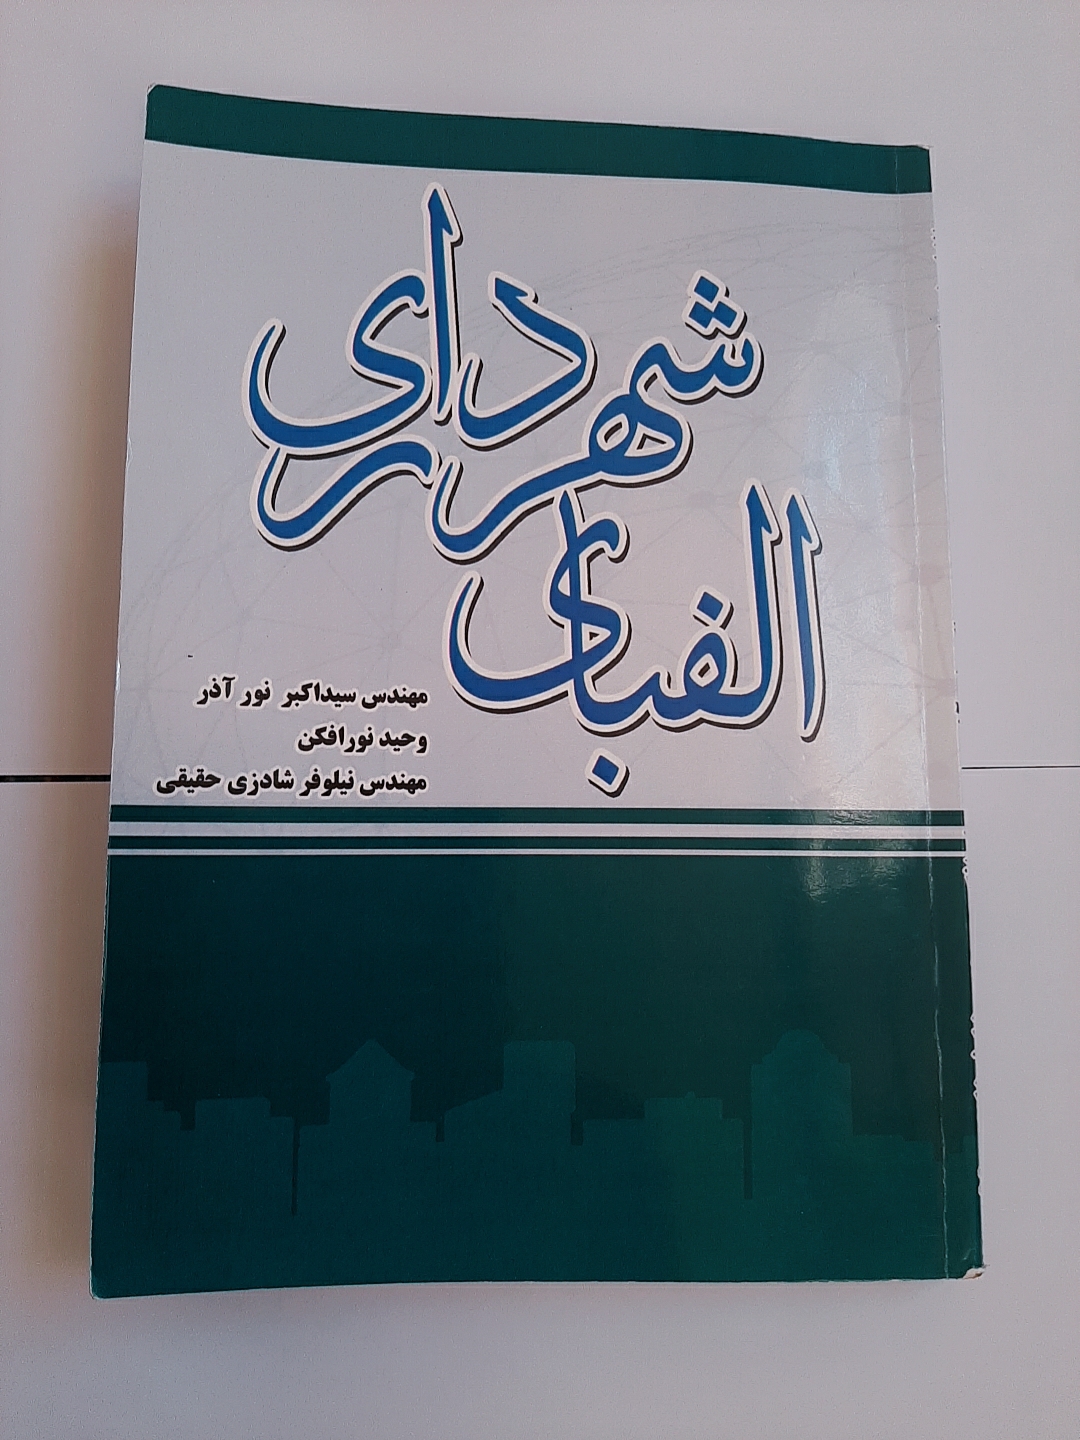 الفبای
شهرداری
مهندس سیداکبر نور آذر
وحید نورافکن
مهندس نیلوفر شادزی حقیقی